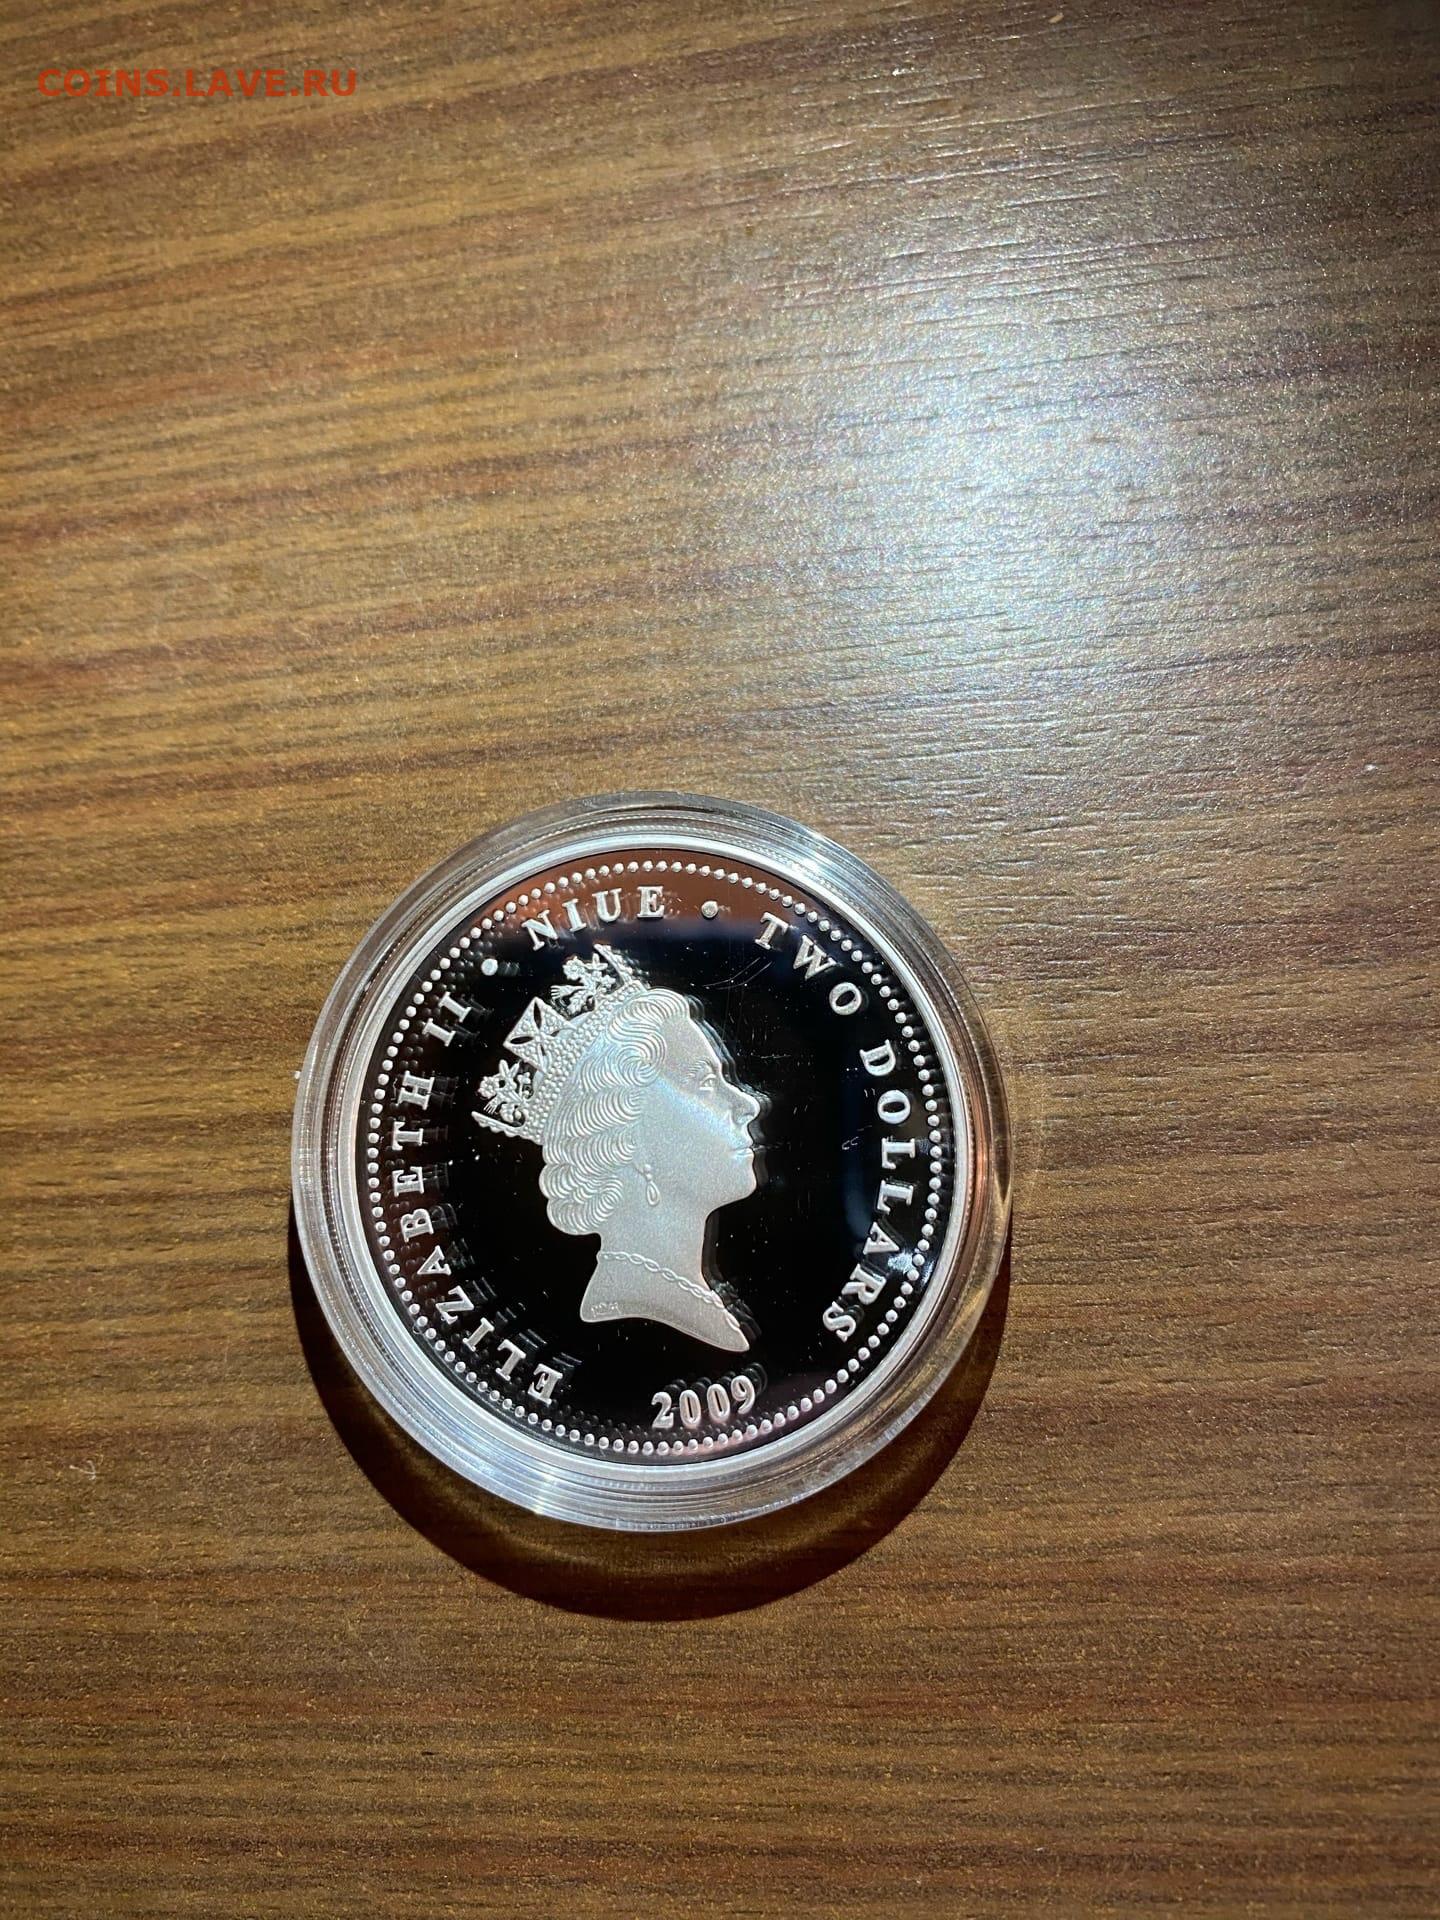 COINS.LAVE.RU
ELIZABETH II • NIUE • TWO DOLLARS
2009